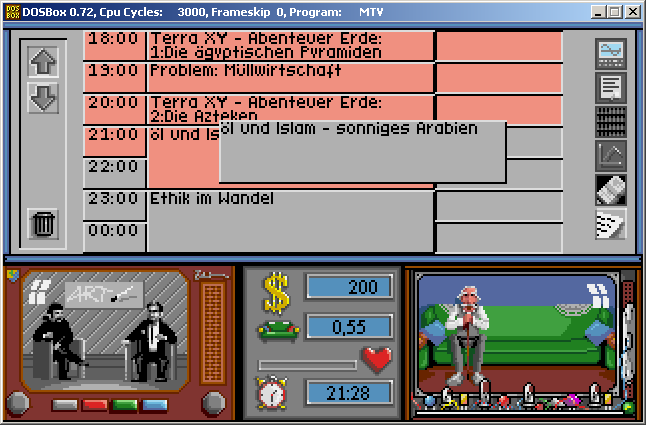 DOSBox 0.72, Cpu Cycles: 3000, Frameskip 0, Program: MTV
18:00 Terra XY - Abenteuer Erde:
1:Die ägyptischen Pyramiden
19:00 Problem: Müllwirtschaft
20:00 Terra XY - Abenteuer Erde:
2:Die Azteken
21:00 öl und Is
öl und Islam - sonniges Arabien
22:00
23:00 Ethik im Wandel
00:00
ART
$ 200
0,55
21:28